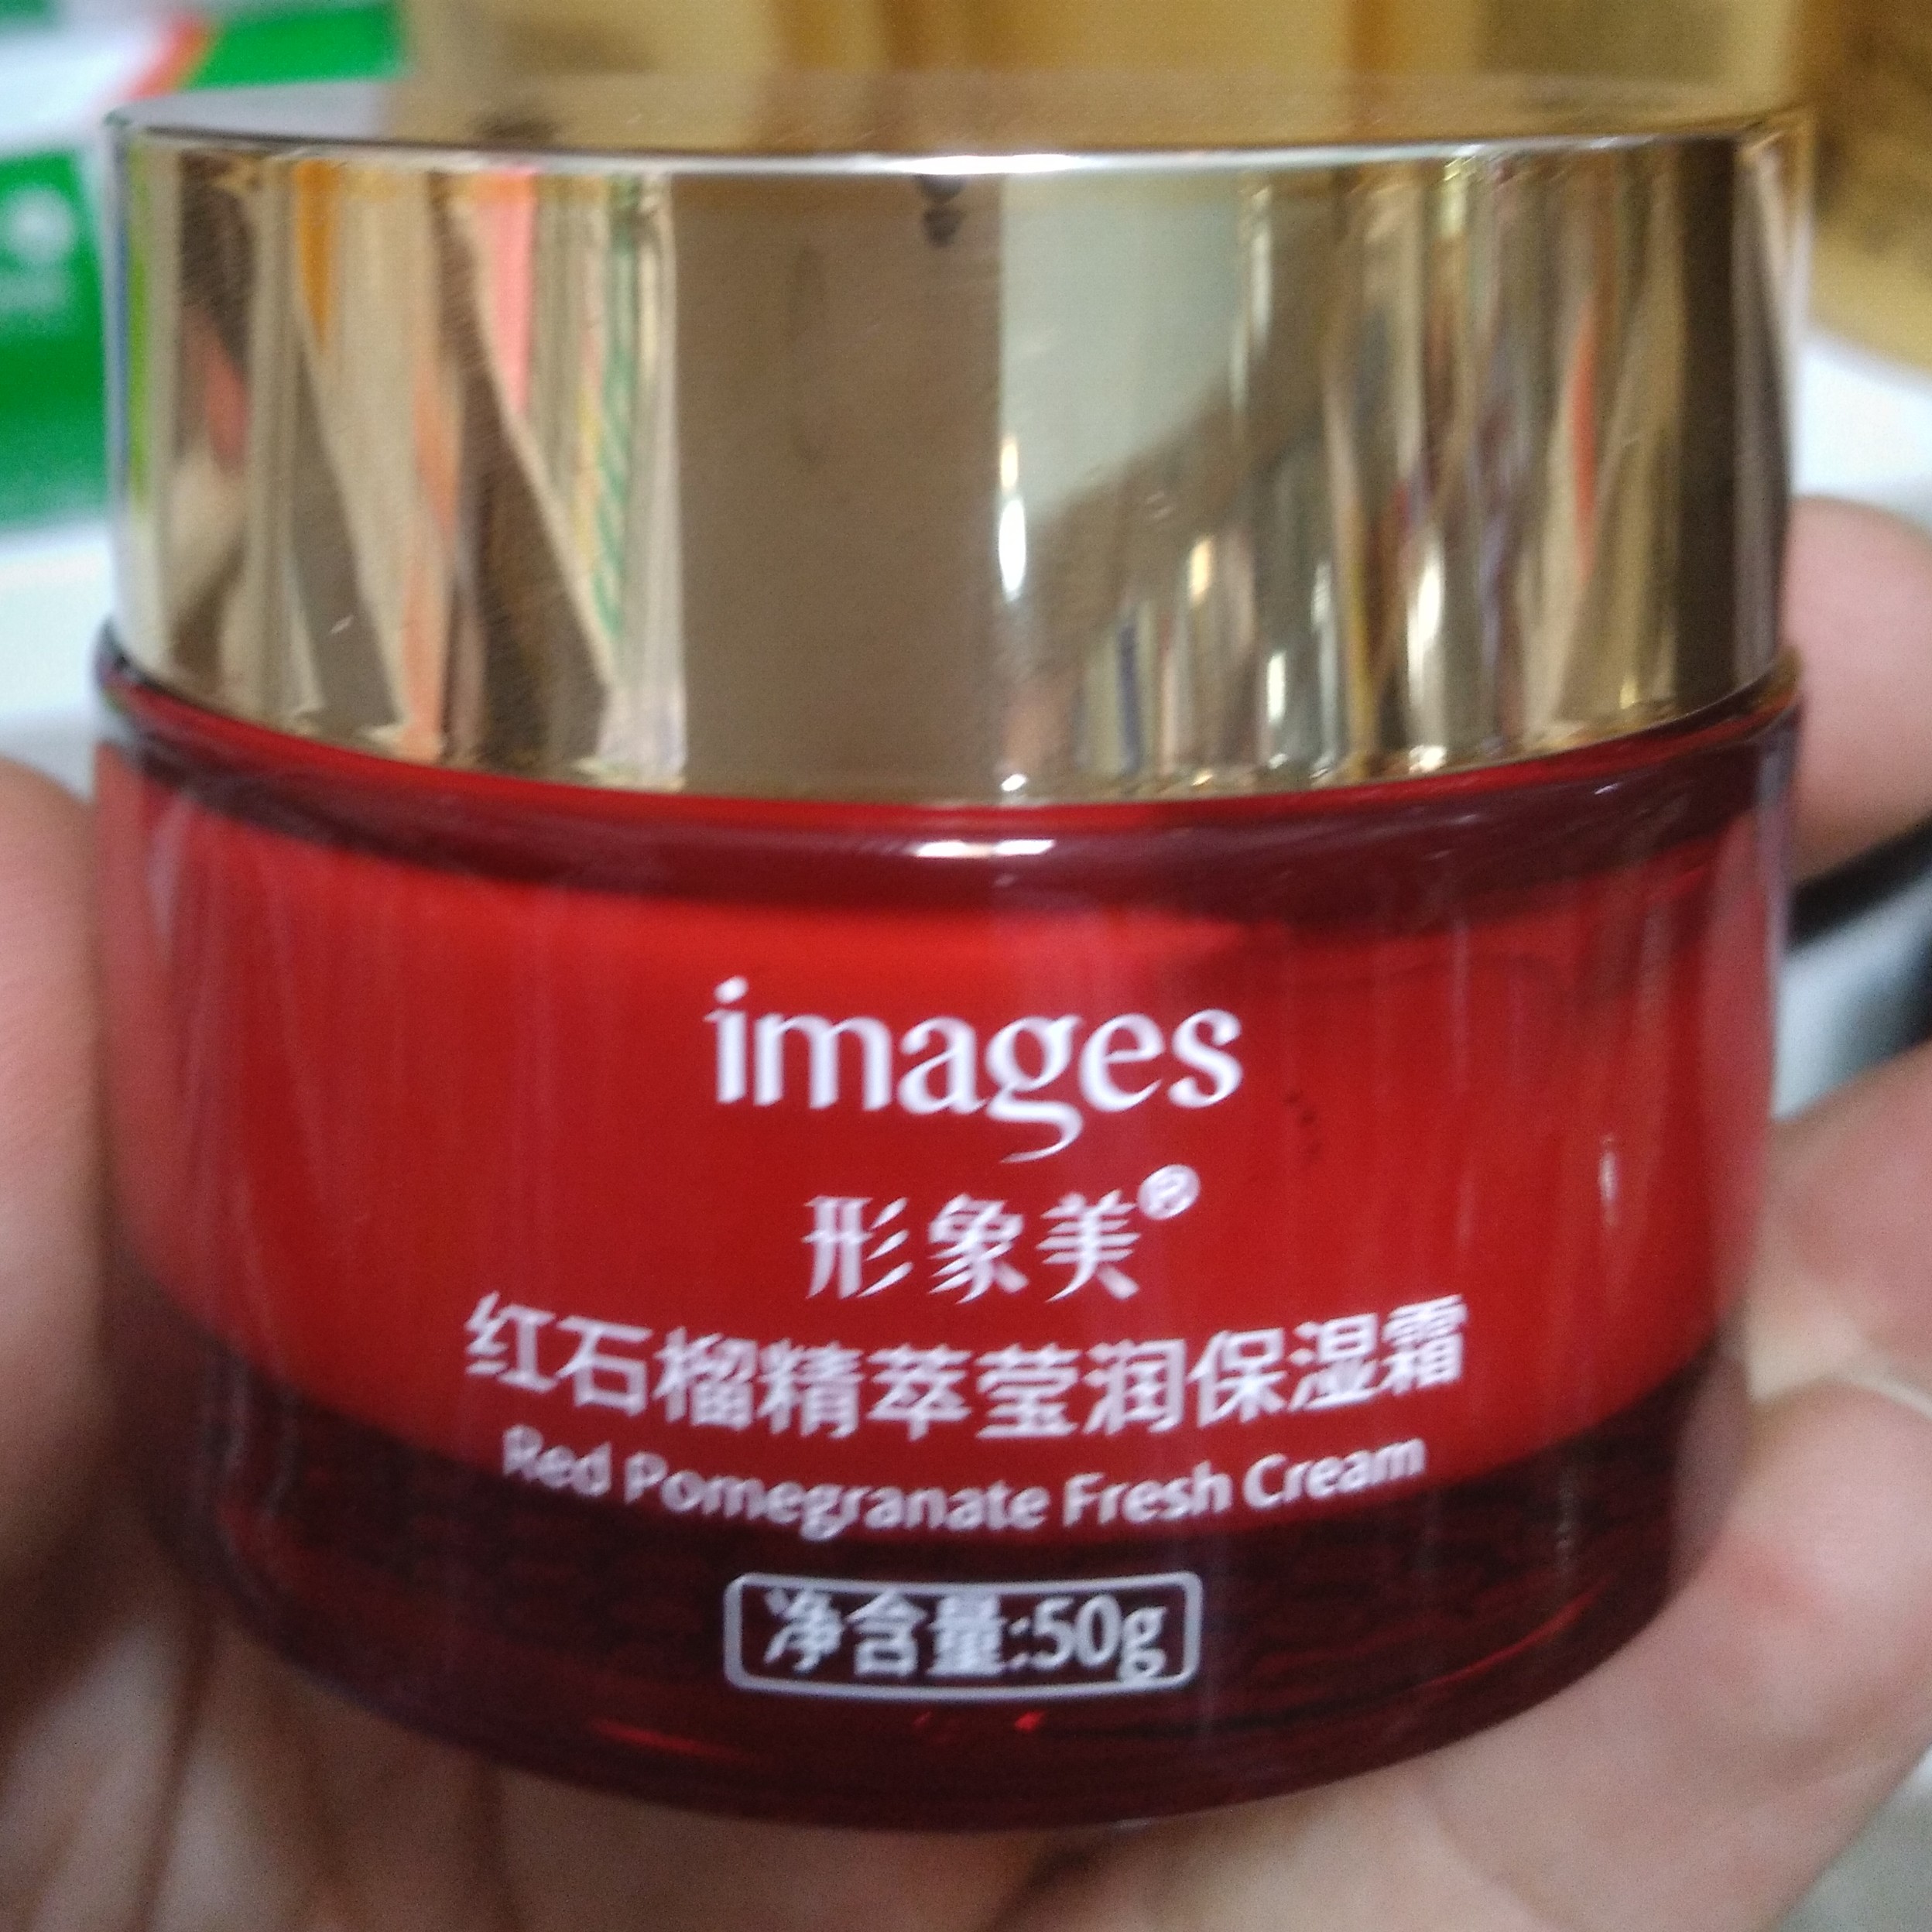 images
形象美®
红石榴精萃莹润保湿霜
Red Pomegranate Fresh Cream
净含量:50g